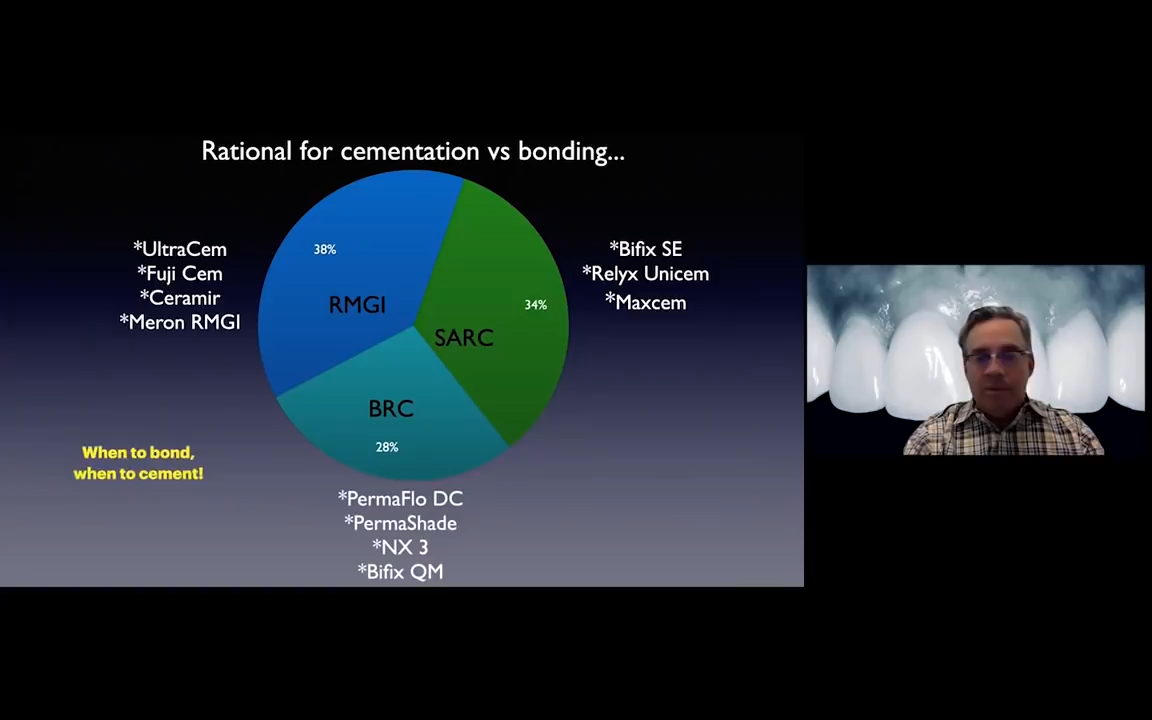 Rational for cementation vs bonding...
*UltraCem
*Fuji Cem
*Ceramir
*Meron RMGI
38%
RMGI
34%
SARC
BRC
28%
*Bifix SE
*Relyx Unicem
*Maxcem
When to bond,
when to cement!
*PermaFlo DC
*PermaShade
*NX 3
*Bifix QM